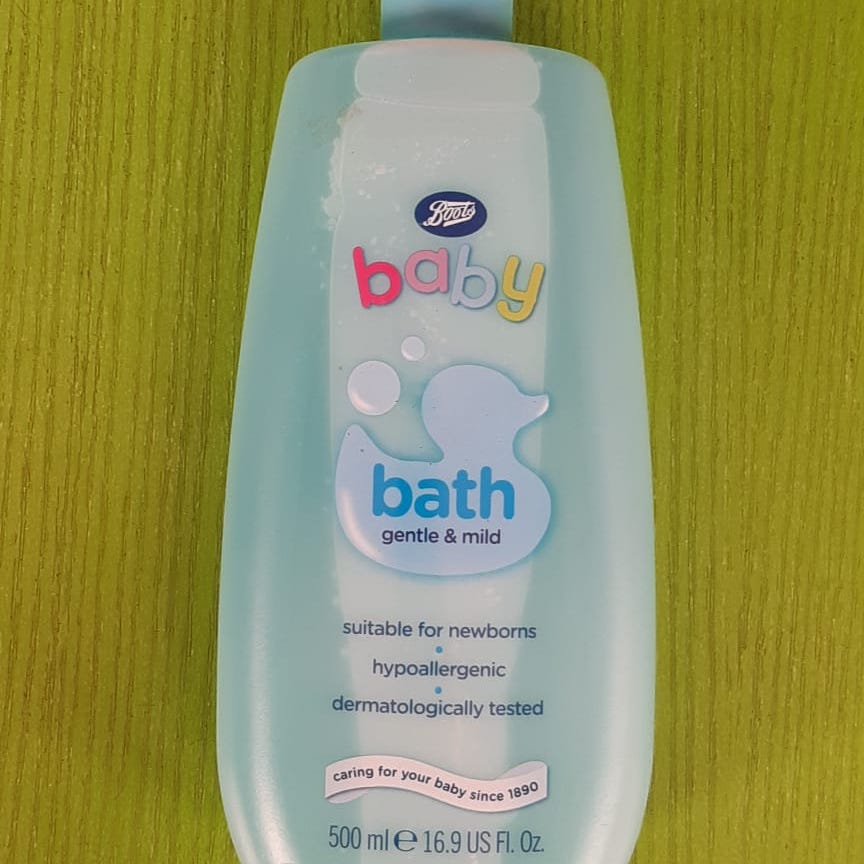 Boots
baby
bath
gentle & mild
suitable for newborns
hypoallergenic
dermatologically tested
caring for your baby since 1890
500 ml ℮ 16.9 US Fl. Oz.